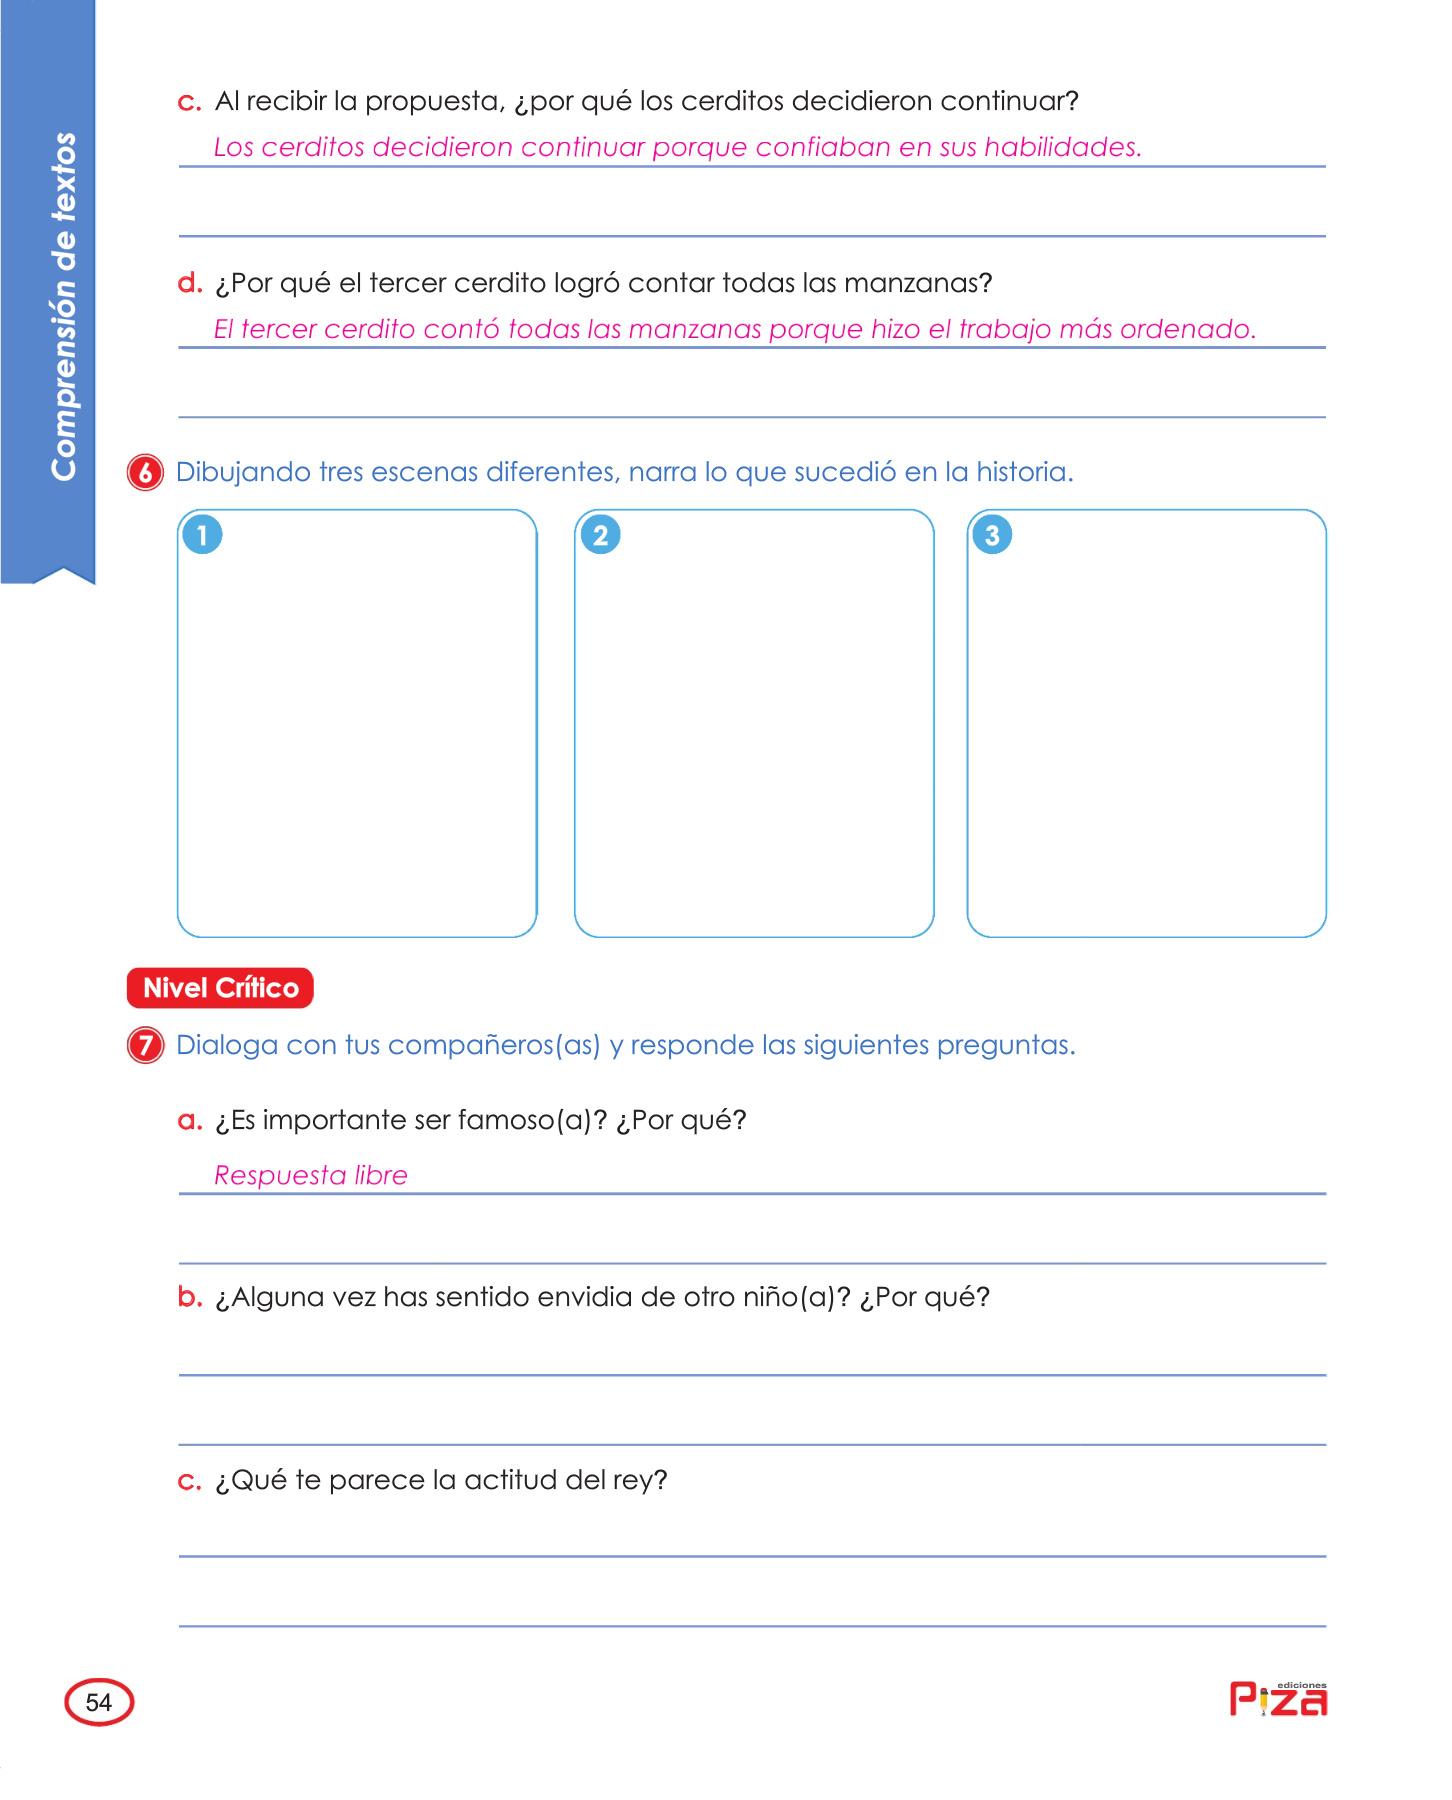 Comprensión de textos
c. Al recibir la propuesta, ¿por qué los cerditos decidieron continuar?
Los cerditos decidieron continuar porque confiaban en sus habilidades.
d. ¿Por qué el tercer cerdito logró contar todas las manzanas?
El tercer cerdito contó todas las manzanas porque hizo el trabajo más ordenado.
6 Dibujando tres escenas diferentes, narra lo que sucedió en la historia.
1 2 3
Nivel Crítico
7 Dialoga con tus compañeros(as) y responde las siguientes preguntas.
a. ¿Es importante ser famoso(a)? ¿Por qué?
Respuesta libre
b. ¿Alguna vez has sentido envidia de otro niño(a)? ¿Por qué?
c. ¿Qué te parece la actitud del rey?
54
ediciones
Piza